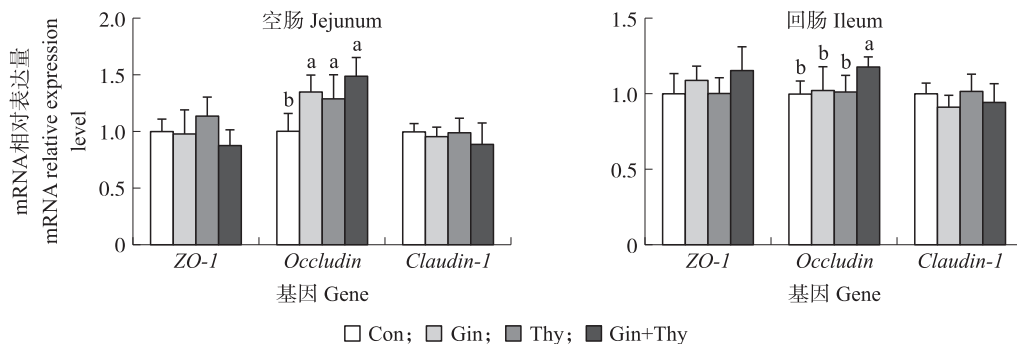 mRNA相对表达量
mRNA relative expression
level
空肠 Jejunum
2.0
1.5
1.0
0.5
0
b
a
a
a
ZO-1
Occludin
Claudin-1
基因 Gene
回肠 Ileum
1.5
1.0
0.5
0
b
b
b
a
ZO-1
Occludin
Claudin-1
基因 Gene
Con; Gin; Thy; Gin+Thy